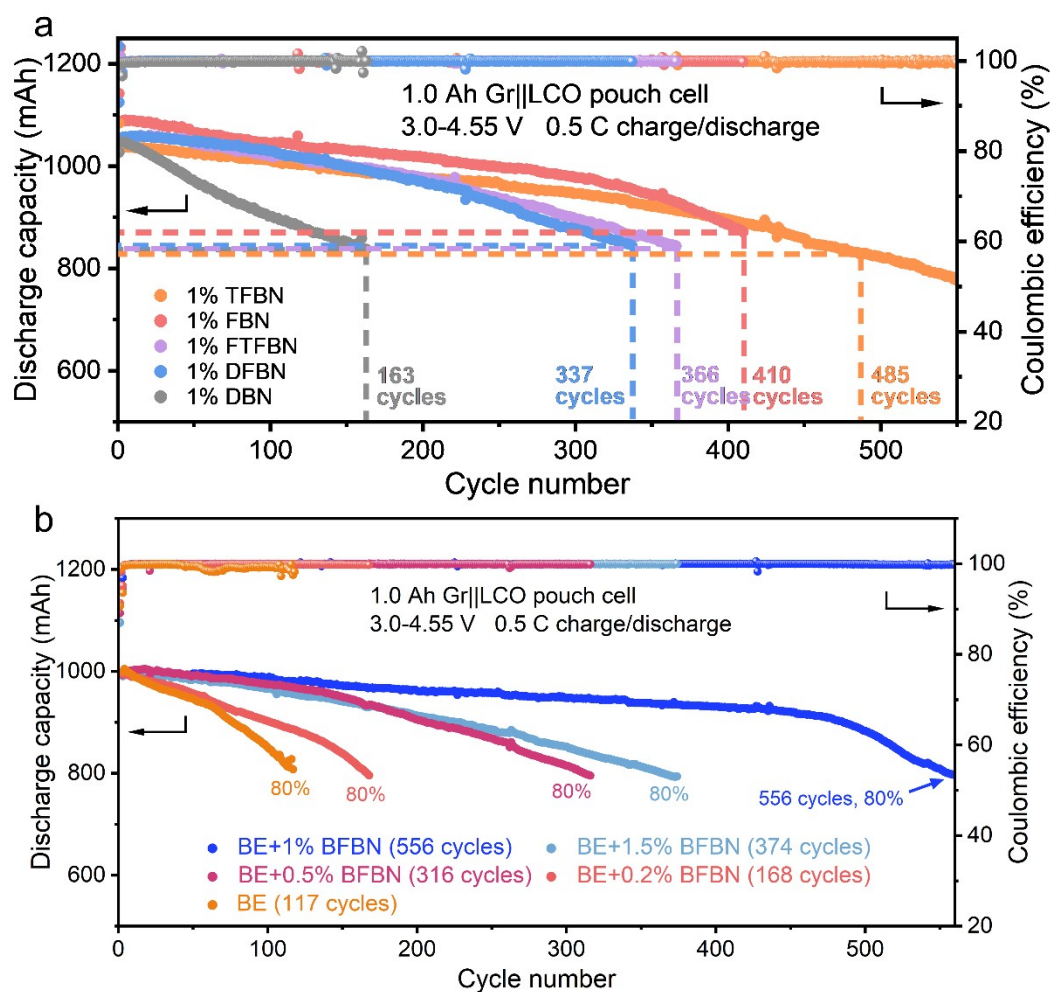 a
1200
1000
800
600
Discharge capacity (mAh)
100
80
60
40
20
Coulombic efficiency (%)
1.0 Ah Gr||LCO pouch cell
3.0-4.55 V 0.5 C charge/discharge
1% TFBN
1% FBN
1% FTFBN
1% DFBN
1% DBN
163
cycles
337
cycles
366
cycles
410
cycles
485
cycles
0 100 200 300 400 500
Cycle number
b
1200
1000
800
600
Discharge capacity (mAh)
100
80
60
40
20
Coulombic efficiency (%)
1.0 Ah Gr||LCO pouch cell
3.0-4.55 V 0.5 C charge/discharge
80%
80%
80%
80%
556 cycles, 80%
BE+1% BFBN (556 cycles)
BE+1.5% BFBN (374 cycles)
BE+0.5% BFBN (316 cycles)
BE+0.2% BFBN (168 cycles)
BE (117 cycles)
0 100 200 300 400 500
Cycle number